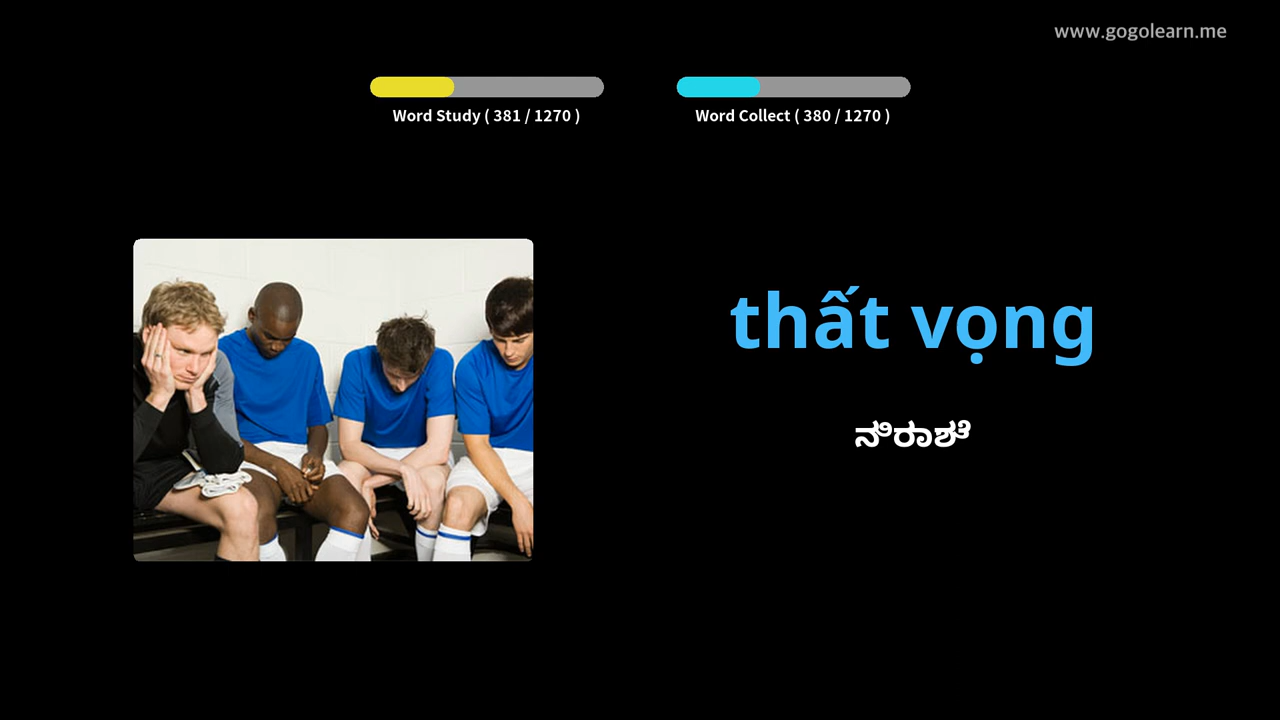 www.gogolearn.me
Word Study ( 381 / 1270 )
Word Collect ( 380 / 1270 )
thất vọng
ನಿರಾಶೆ